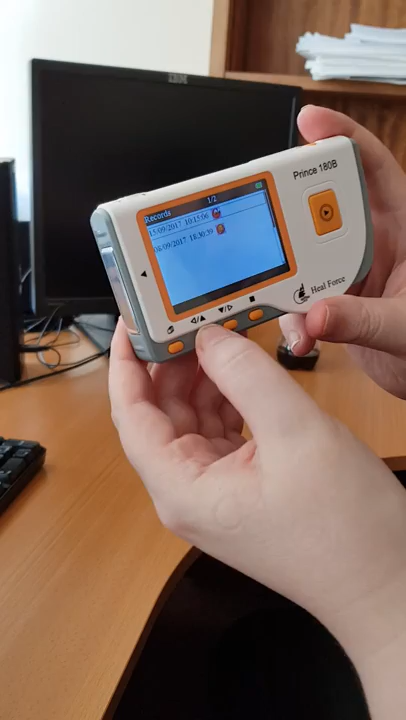 IBM
Prince 180B
Records 1/2
15/09/2017 10:15:06
08/09/2017 18:30:39
◁/▲ ▼/▷ ■
Heal Force